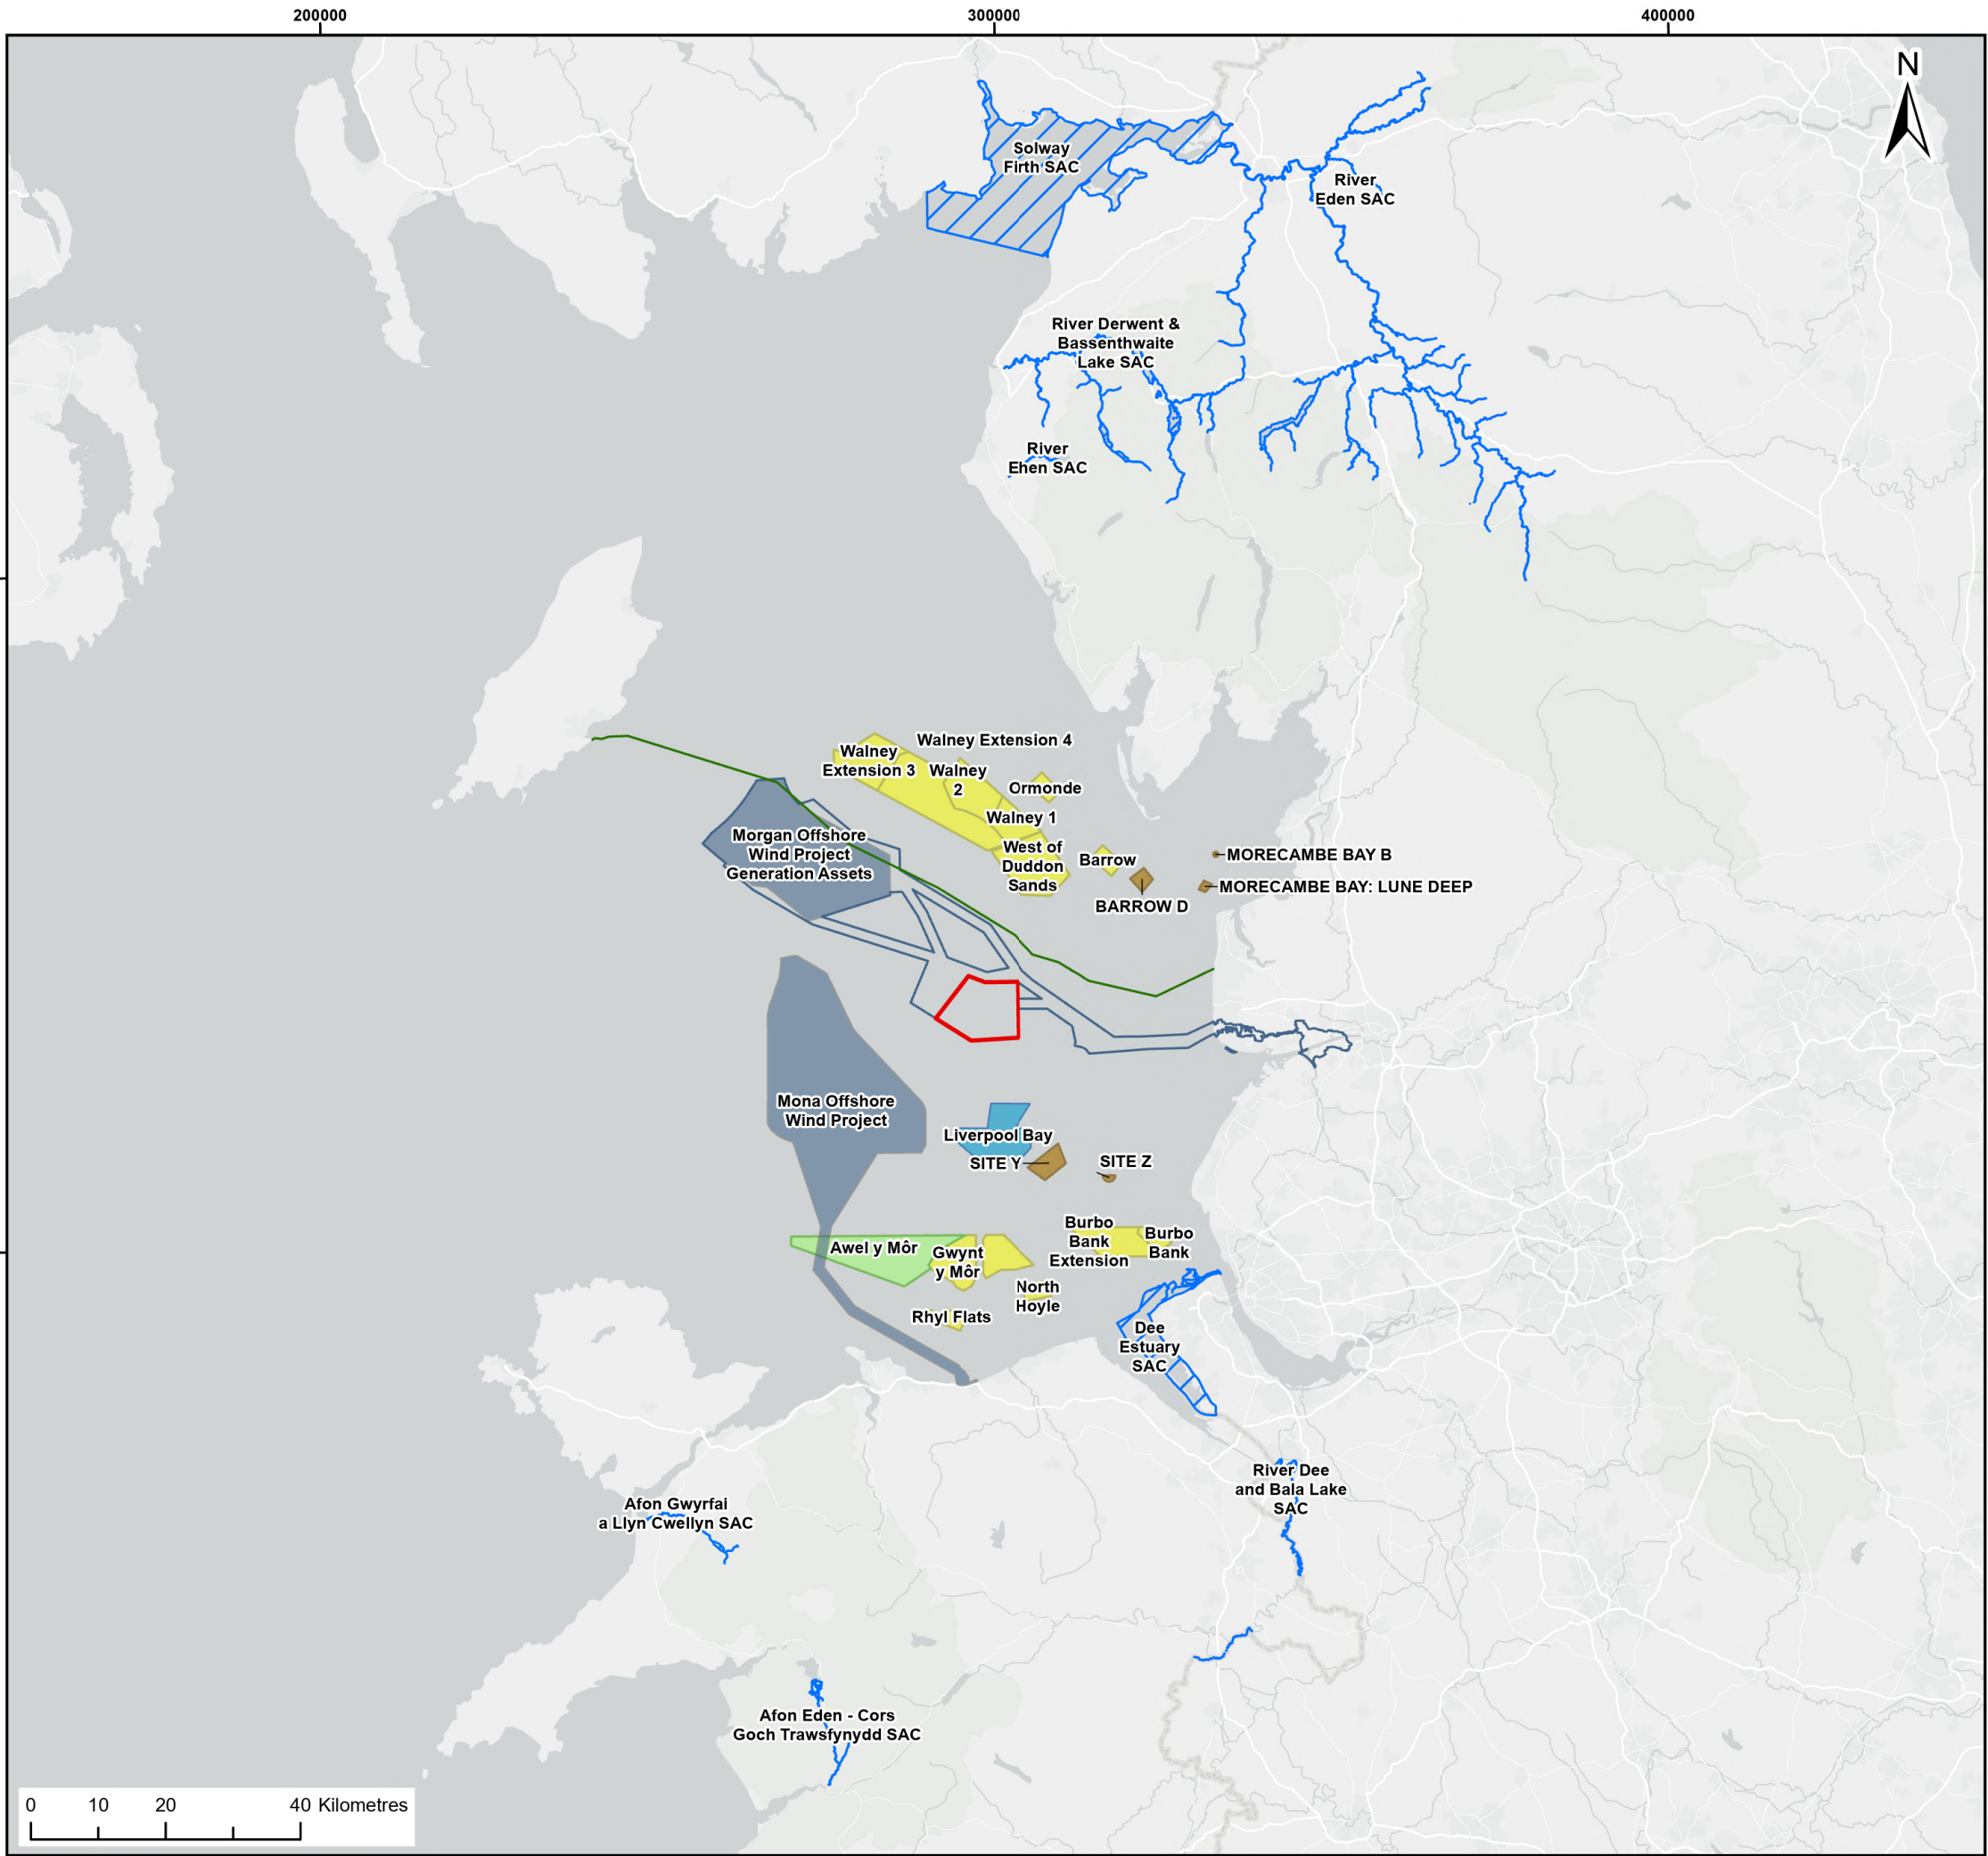 200000
300000
400000
N
Solway
Firth SAC
River
Eden SAC
River Derwent &
Bassenthwaite
Lake SAC
River
Ehen SAC
Walney Extension 4
Walney
Extension 3
Walney
2
Ormonde
Walney 1
Morgan Offshore
Wind Project
Generation Assets
West of
Duddon
Sands
Barrow
MORECAMBE BAY B
MORECAMBE BAY: LUNE DEEP
BARROW D
Mona Offshore
Wind Project
Liverpool Bay
SITE Y
SITE Z
Awel y Môr
Gwynt
y Môr
Burbo
Bank
Extension
Burbo
Bank
North
Hoyle
Rhyl Flats
Dee
Estuary
SAC
River Dee
and Bala Lake
SAC
Afon Gwyrfai
a Llyn Cwellyn SAC
Afon Eden - Cors
Goch Trawsfynydd SAC
0 10 20 40 Kilometres